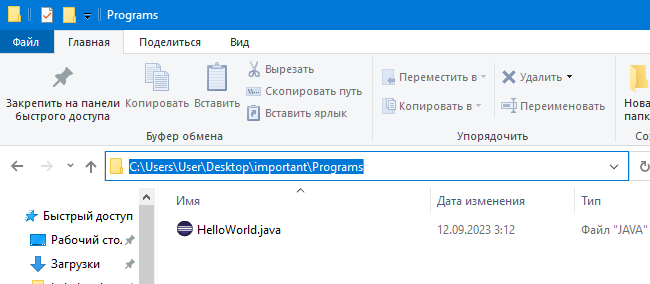 Programs
Файл Главная Поделиться Вид
Закрепить на панели быстрого доступа
Копировать
Вставить
Вырезать
Скопировать путь
Вставить ярлык
Буфер обмена
Переместить в
Копировать в
Удалить
Переименовать
Упорядочить
Нова
папк
Со
C:\Users\User\Desktop\important\Programs
Быстрый доступ
Рабочий сто.
Загрузки
Имя Дата изменения Тип
HelloWorld.java 12.09.2023 3:12 Файл "JAVA"